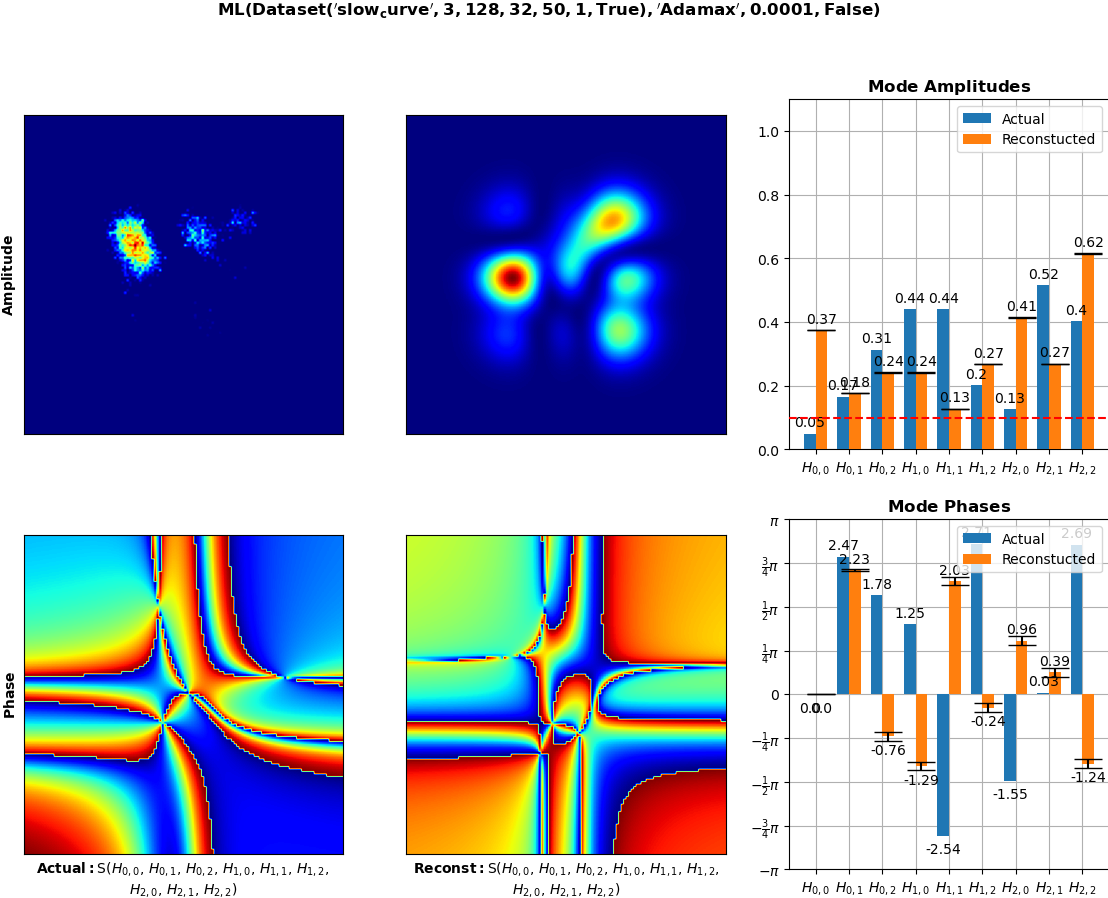 ML(Dataset('slow_curve', 3, 128, 32, 50, 1, True), 'Adamax', 0.0001, False)
Amplitude
Mode Amplitudes
Actual
Reconstucted
1.0
0.8
0.6
0.4
0.2
0.0
0.05
0.37
0.17
0.18
0.31
0.24
0.44
0.24
0.44
0.13
0.2
0.27
0.13
0.41
0.52
0.27
0.4
0.62
H0,0 H0,1 H0,2 H1,0 H1,1 H1,2 H2,0 H2,1 H2,2
Phase
Actual: S(H0,0, H0,1, H0,2, H1,0, H1,1, H1,2,
H2,0, H2,1, H2,2)
Reconst: S(H0,0, H0,1, H0,2, H1,0, H1,1, H1,2,
H2,0, H2,1, H2,2)
Mode Phases
Actual
Reconstucted
π
3/4π
1/2π
1/4π
0
−1/4π
−1/2π
−3/4π
−π
0.0
0.0
2.47
2.23
1.78
-0.76
1.25
-1.29
-2.54
2.03
2.71
-0.24
-1.55
0.96
0.03
0.39
2.69
-1.24
H0,0 H0,1 H0,2 H1,0 H1,1 H1,2 H2,0 H2,1 H2,2